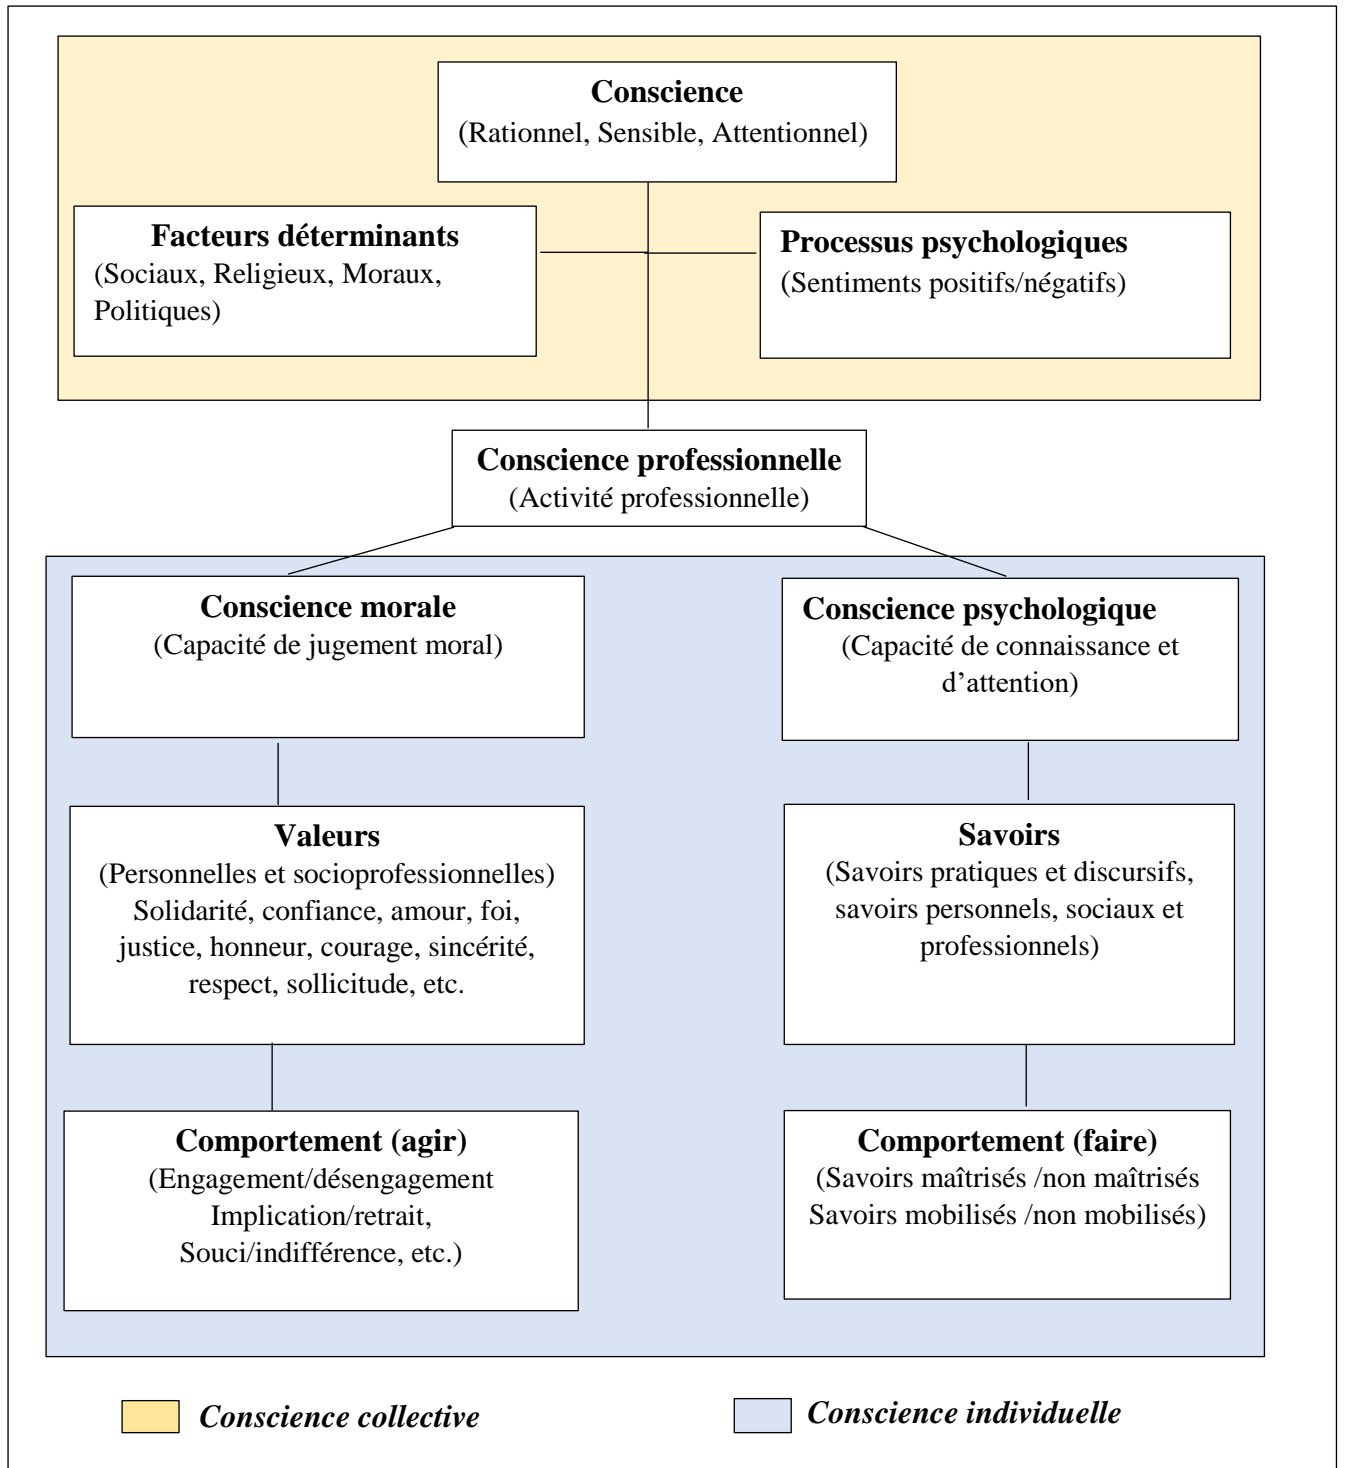 Conscience
(Rationnel, Sensible, Attentionnel)
Facteurs déterminants
(Sociaux, Religieux, Moraux,
Politiques)
Processus psychologiques
(Sentiments positifs/négatifs)
Conscience professionnelle
(Activité professionnelle)
Conscience morale
(Capacité de jugement moral)
Conscience psychologique
(Capacité de connaissance et
d’attention)
Valeurs
(Personnelles et socioprofessionnelles)
Solidarité, confiance, amour, foi,
justice, honneur, courage, sincérité,
respect, sollicitude, etc.
Savoirs
(Savoirs pratiques et discursifs,
savoirs personnels, sociaux et
professionnels)
Comportement (agir)
(Engagement/désengagement
Implication/retrait,
Souci/indifférence, etc.)
Comportement (faire)
(Savoirs maîtrisés /non maîtrisés
Savoirs mobilisés /non mobilisés)
Conscience collective
Conscience individuelle